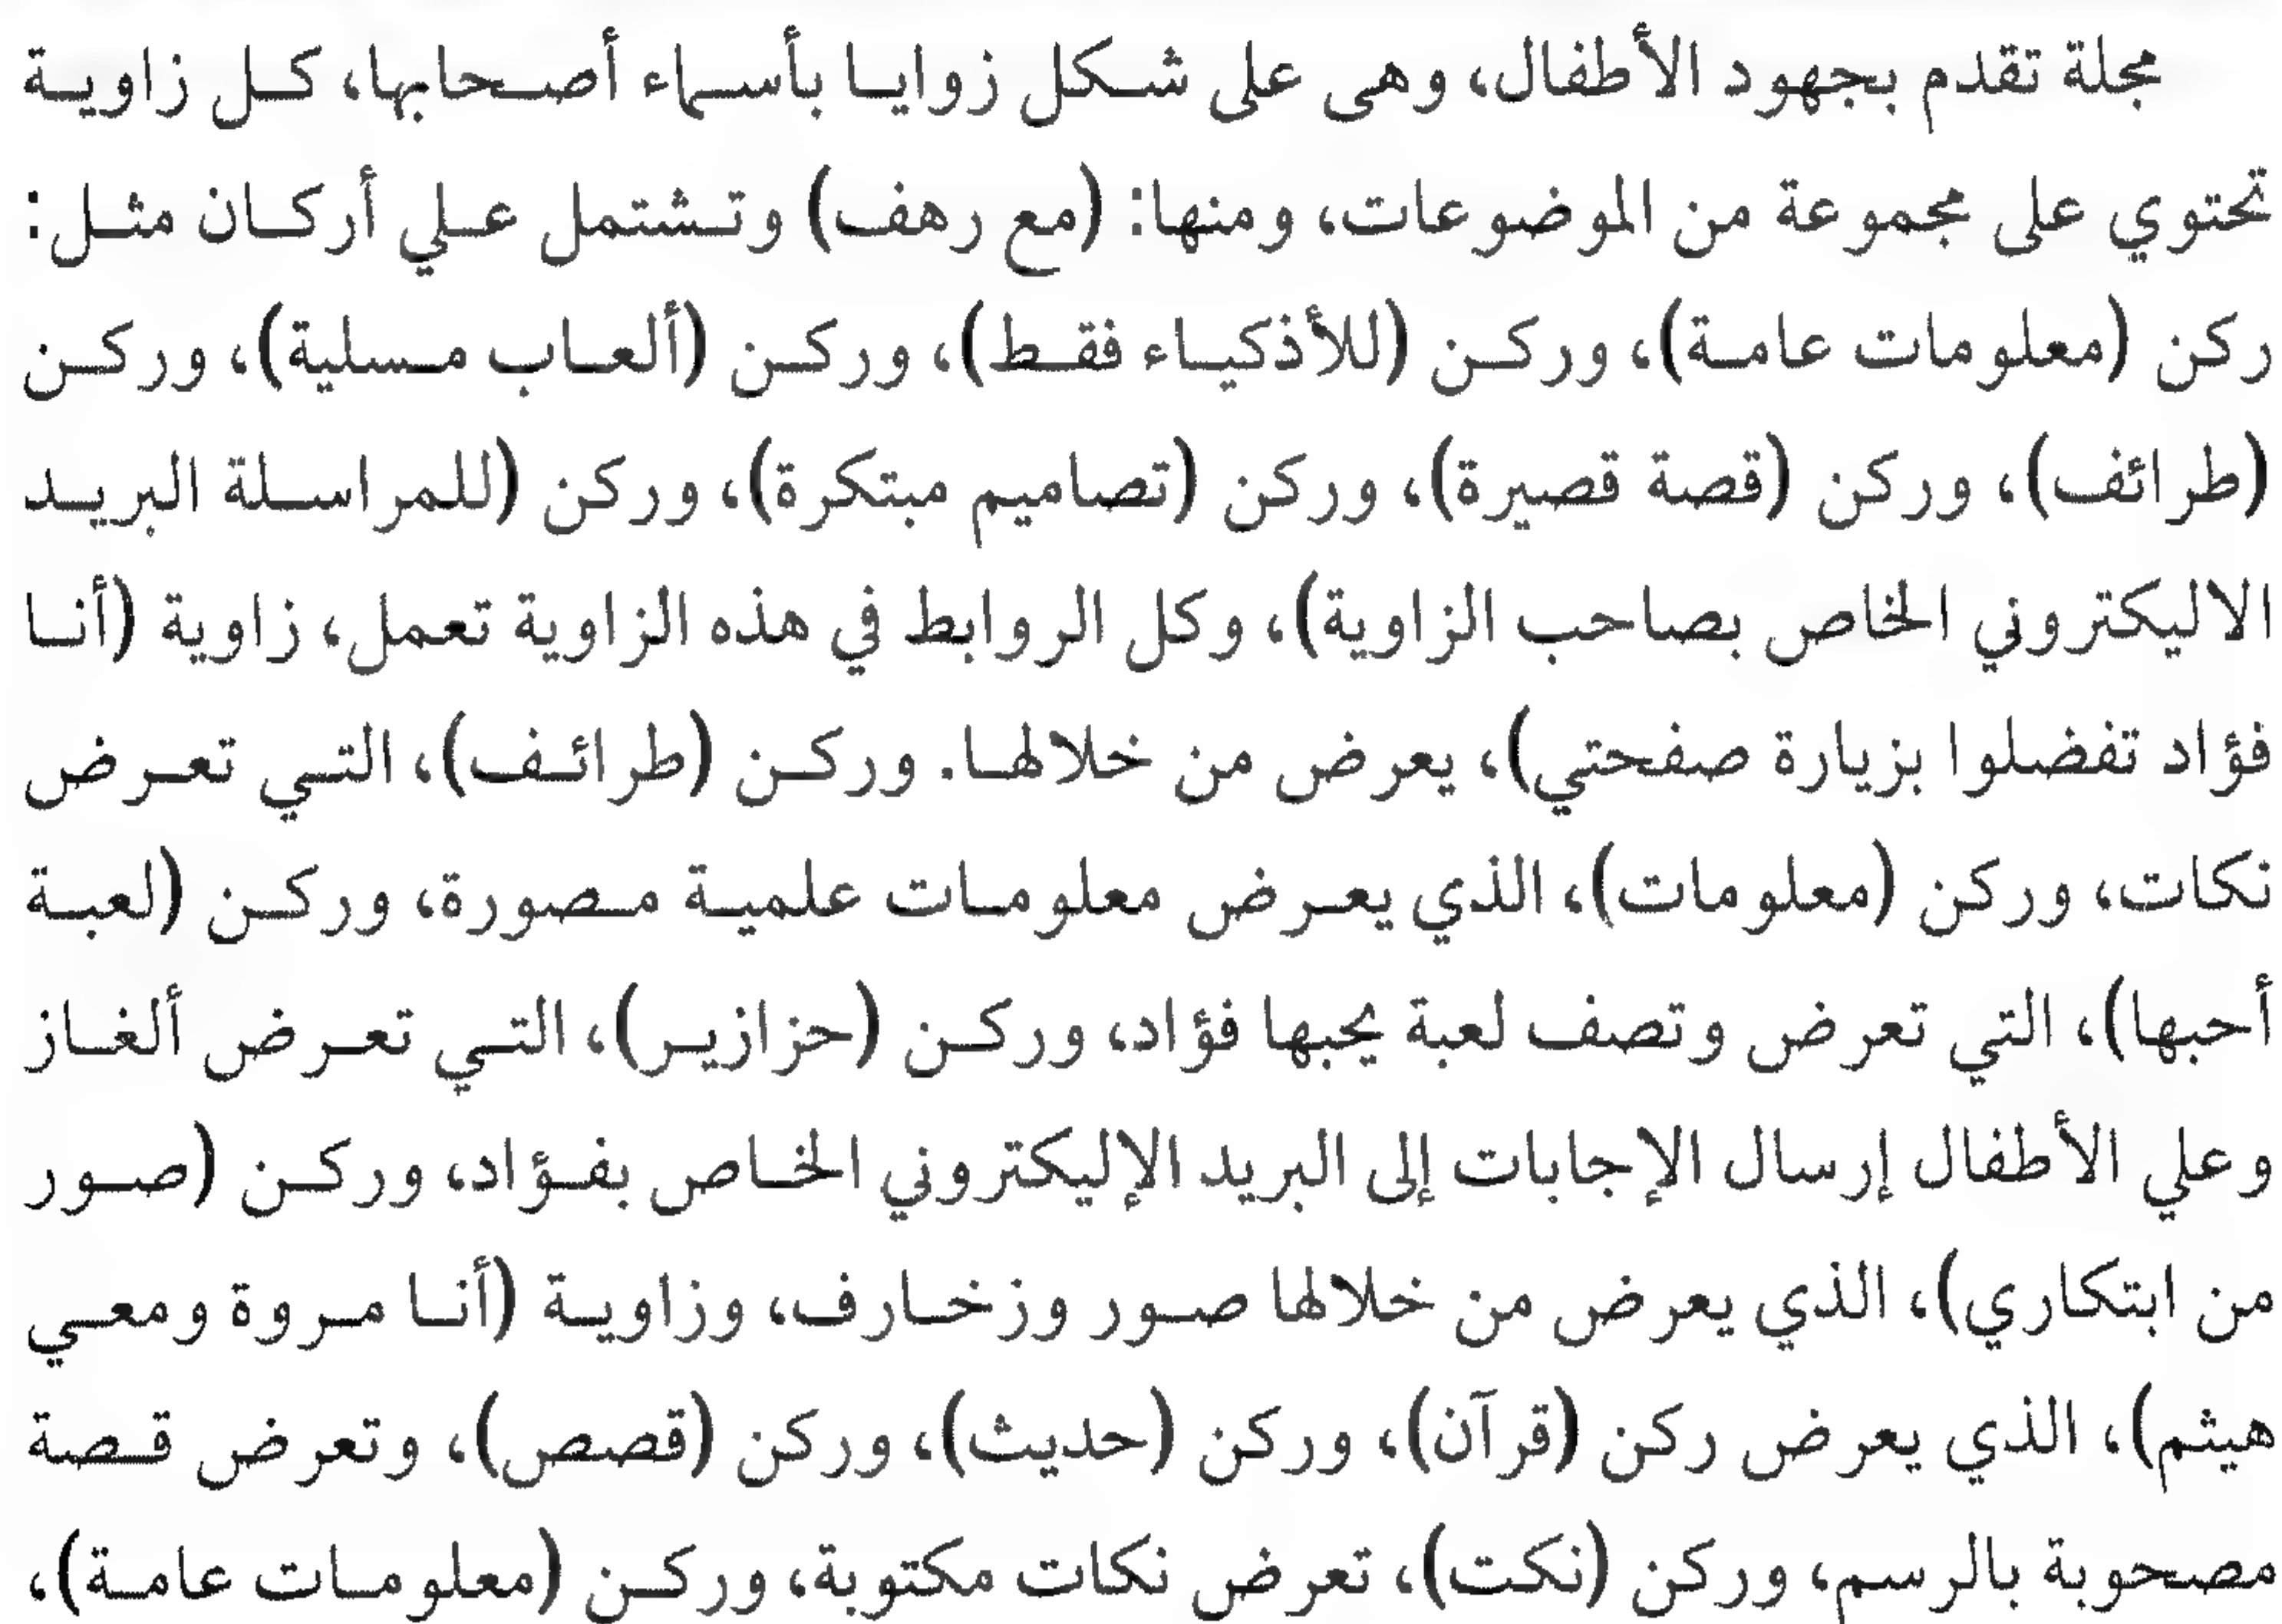 مجلة تقدم بجهود الأطفال، وهى على شكل زوايا بأسماء أصحابها، كل زاوية
تحتوي على مجموعة من الموضوعات، ومنها: (مع رهف) وتشتمل علي أركان مثل:
ركن (معلومات عامة)، وركن (للأذكياء فقط)، وركن (ألعاب مسلية)، وركن
(طرائف)، وركن (قصة قصيرة)، وركن (تصاميم مبتكرة)، وركن (للمراسلة البريد
الاليكتروني الخاص بصاحب الزاوية)، وكل الروابط في هذه الزاوية تعمل، زاوية (أنا
فؤاد تفضلوا بزيارة صفحتي)، يعرض من خلالها. وركن (طرائف)، التي تعرض
نكات، وركن (معلومات)، الذي يعرض معلومات علمية مصورة، وركن (لعبة
أحبها)، التي تعرض وتصف لعبة يحبها فؤاد، وركن (حزازير)، التي تعرض ألغاز
وعلي الأطفال إرسال الإجابات إلى البريد الإليكتروني الخاص بفؤاد، وركن (صور
من ابتكاري)، الذي يعرض من خلالها صور وزخارف، وزاوية (أنا مروة ومعي
هيثم)، الذي يعرض ركن (قرآن)، وركن (حديث)، وركن (قصص)، وتعرض قصة
مصحوبة بالرسم، وركن (نكت)، تعرض نكات مكتوبة، وركن (معلومات عامة)،